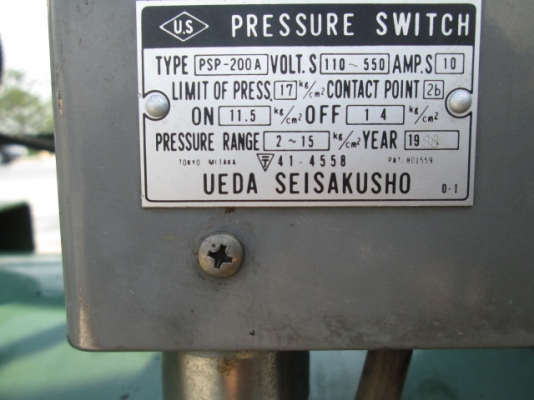 U.S PRESSURE SWITCH
TYPE PSP-200A VOLT.S 110~550 AMP.S 10
LIMIT OF PRESS. 17 kg/cm² CONTACT POINT 2b
ON 11.5 kg/cm² OFF 14 kg/cm²
PRESSURE RANGE 2~15 kg/cm² YEAR 19
TOKYO MITAKA 〒 41-4558 PAT. 802559
UEDA SEISAKUSHO 0-1